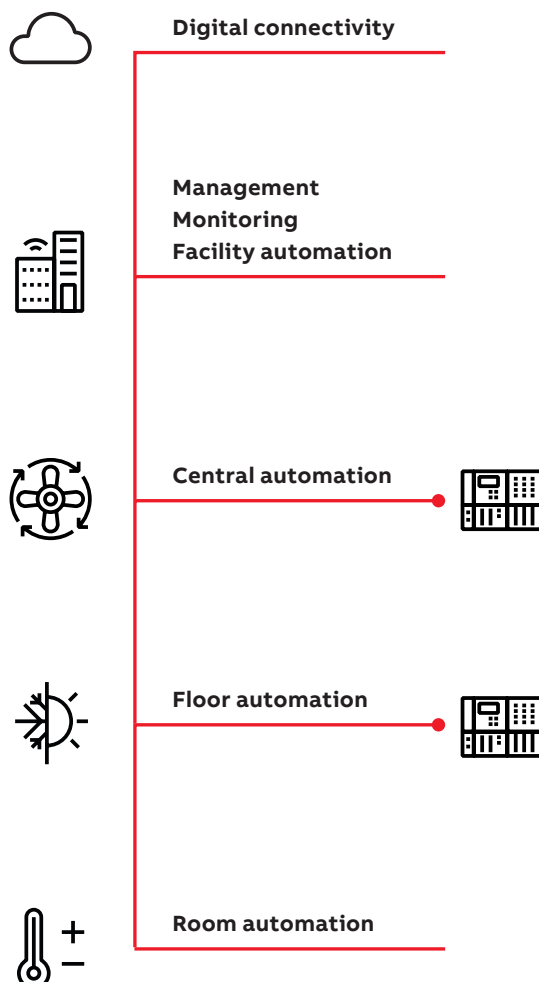 Digital connectivity
Management
Monitoring
Facility automation
Central automation
Floor automation
Room automation